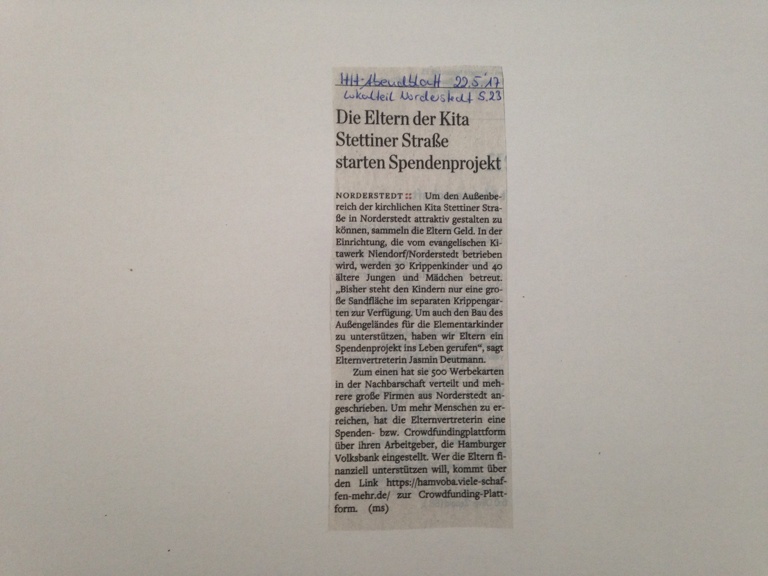 HH-Abendblatt 22.5.'17
Lokalteil Norderstedt S.23
Die Eltern der Kita
Stettiner Straße
starten Spendenprojekt
NORDERSTEDT :: Um den Außenbe-
reich der kirchlichen Kita Stettiner Stra-
ße in Norderstedt attraktiv gestalten zu
können, sammeln die Eltern Geld. In der
Einrichtung, die vom evangelischen Ki-
tawerk Niendorf/Norderstedt betrieben
wird, werden 30 Krippenkinder und 40
ältere Jungen und Mädchen betreut.
„Bisher steht den Kindern nur eine gro-
ße Sandfläche im separaten Krippengar-
ten zur Verfügung. Um auch den Bau des
Außengeländes für die Elementarkinder
zu unterstützen, haben wir Eltern ein
Spendenprojekt ins Leben gerufen“, sagt
Elternvertreterin Jasmin Deutmann.
Zum einen hat sie 500 Werbekarten
in der Nachbarschaft verteilt und meh-
rere große Firmen aus Norderstedt an-
geschrieben. Um mehr Menschen zu er-
reichen, hat die Elternvertreterin eine
Spenden- bzw. Crowdfundingplattform
über ihren Arbeitgeber, die Hamburger
Volksbank eingestellt. Wer die Eltern fi-
nanziell unterstützen will, kommt über
den Link https://hamvoba.viele-schaf-
fen-mehr.de/ zur Crowdfunding-Platt-
form. (ms)